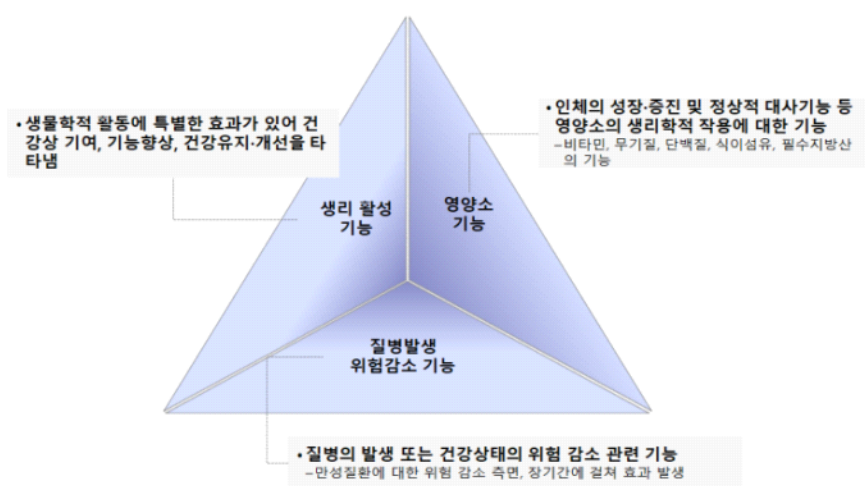 • 생물학적 활동에 특별한 효과가 있어 건
강상 기여, 기능향상, 건강유지·개선을 타
타냄
• 인체의 성장·증진 및 정상적 대사기능 등
영양소의 생리학적 작용에 대한 기능
–비타민, 무기질, 단백질, 식이섬유, 필수지방산
의 기능
생리 활성
기능
영양소
기능
질병발생
위험감소 기능
• 질병의 발생 또는 건강상태의 위험 감소 관련 기능
–만성질환에 대한 위험 감소 측면, 장기간에 걸쳐 효과 발생